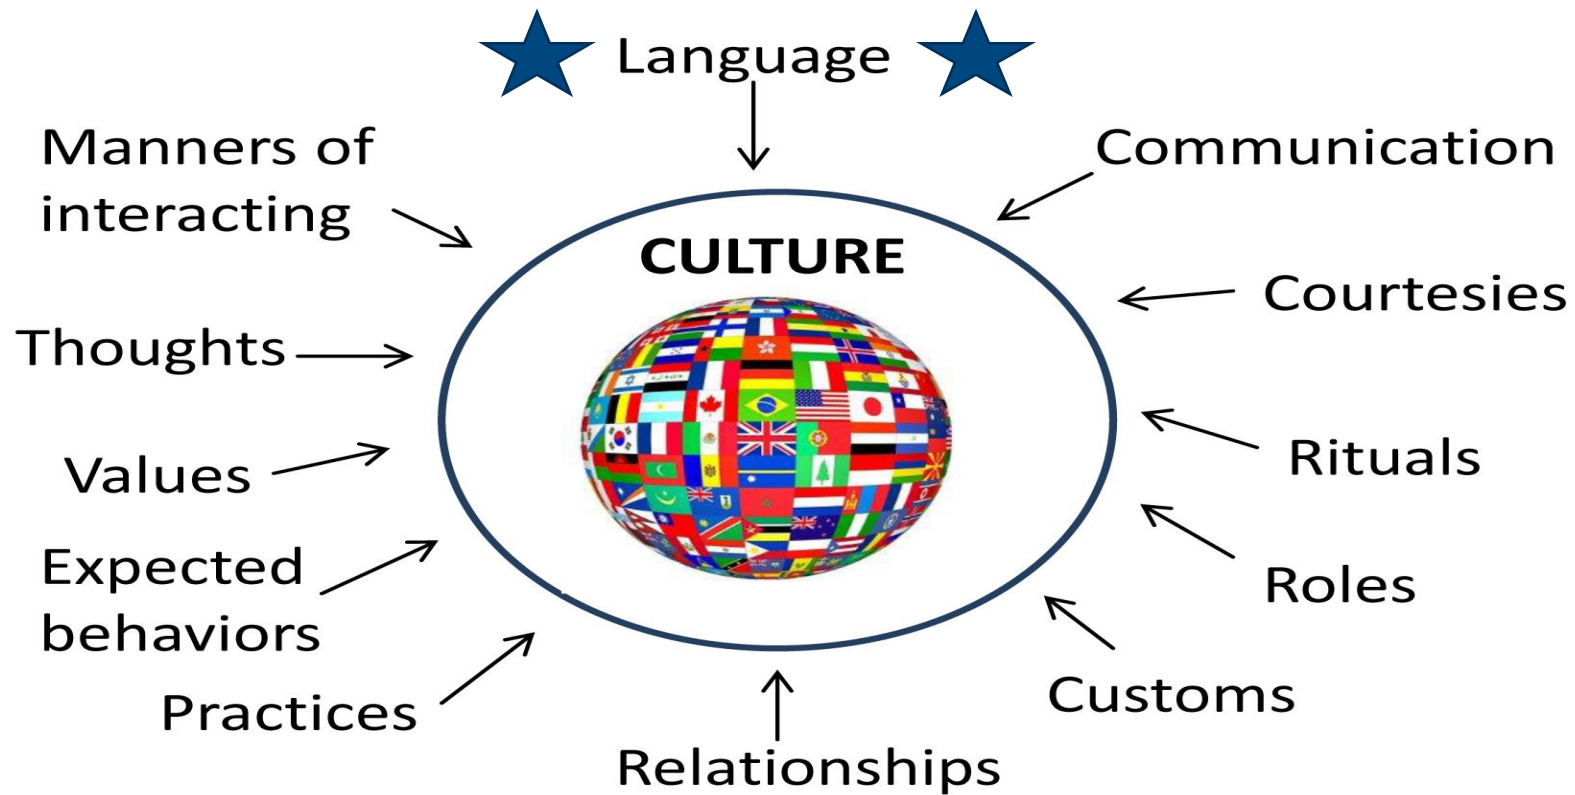 Language
Communication
Manners of
interacting
CULTURE
Courtesies
Thoughts
Rituals
Values
Expected
behaviors
Roles
Practices
Customs
Relationships